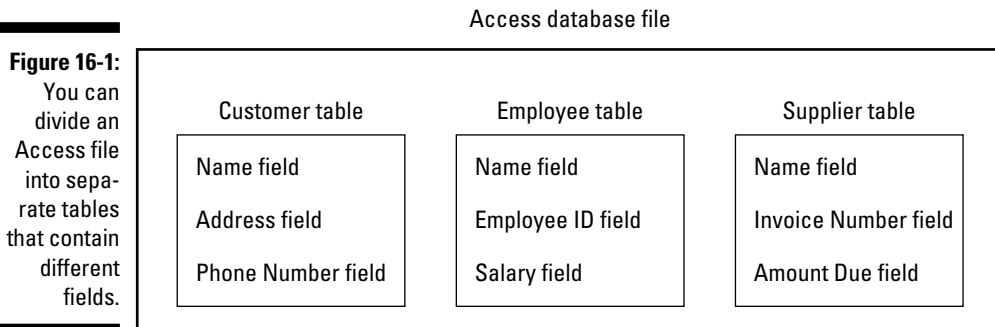 Access database file
Figure 16-1:
You can
divide an
Access file
into sepa-
rate tables
that contain
different
fields.
Customer table
Name field
Address field
Phone Number field
Employee table
Name field
Employee ID field
Salary field
Supplier table
Name field
Invoice Number field
Amount Due field